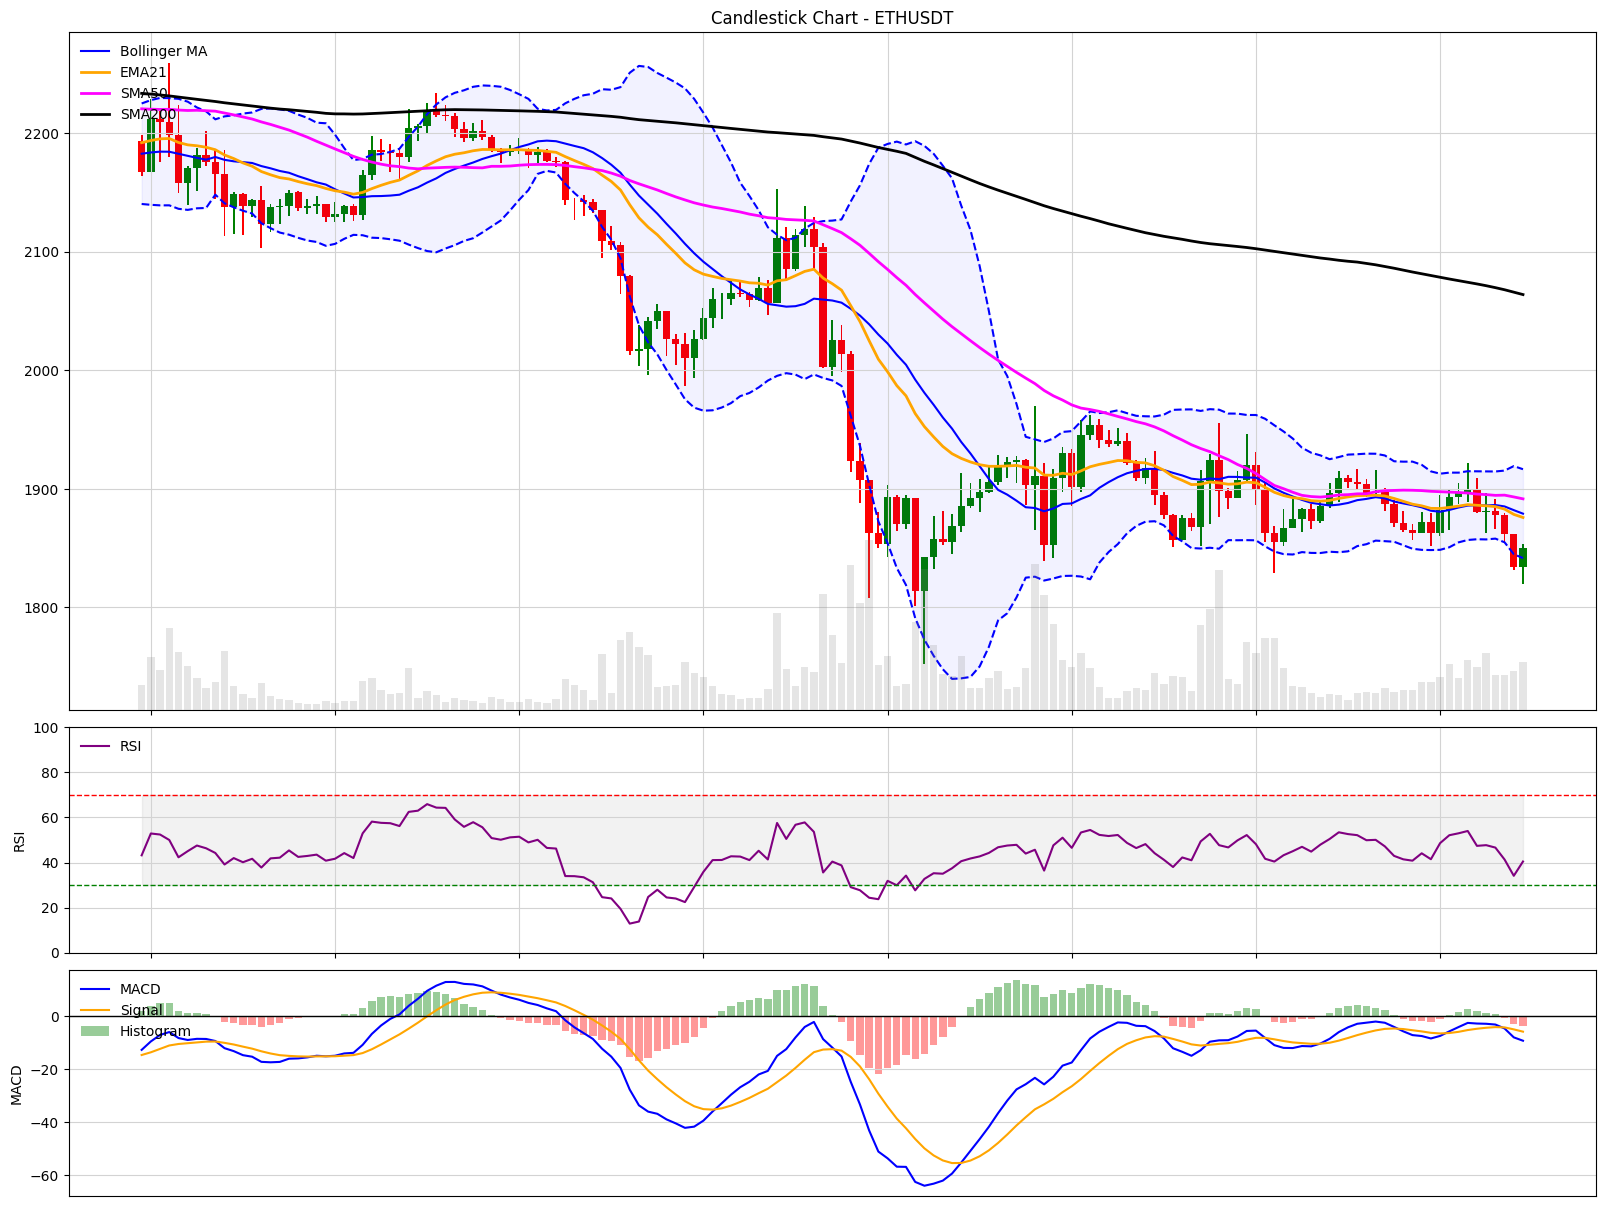 Candlestick Chart - ETHUSDT
Bollinger MA
EMA21
SMA50
SMA200
2200
2100
2000
1900
1800
100
80
60
40
20
0
RSI
RSI
MACD
Signal
Histogram
0
−20
−40
−60
MACD